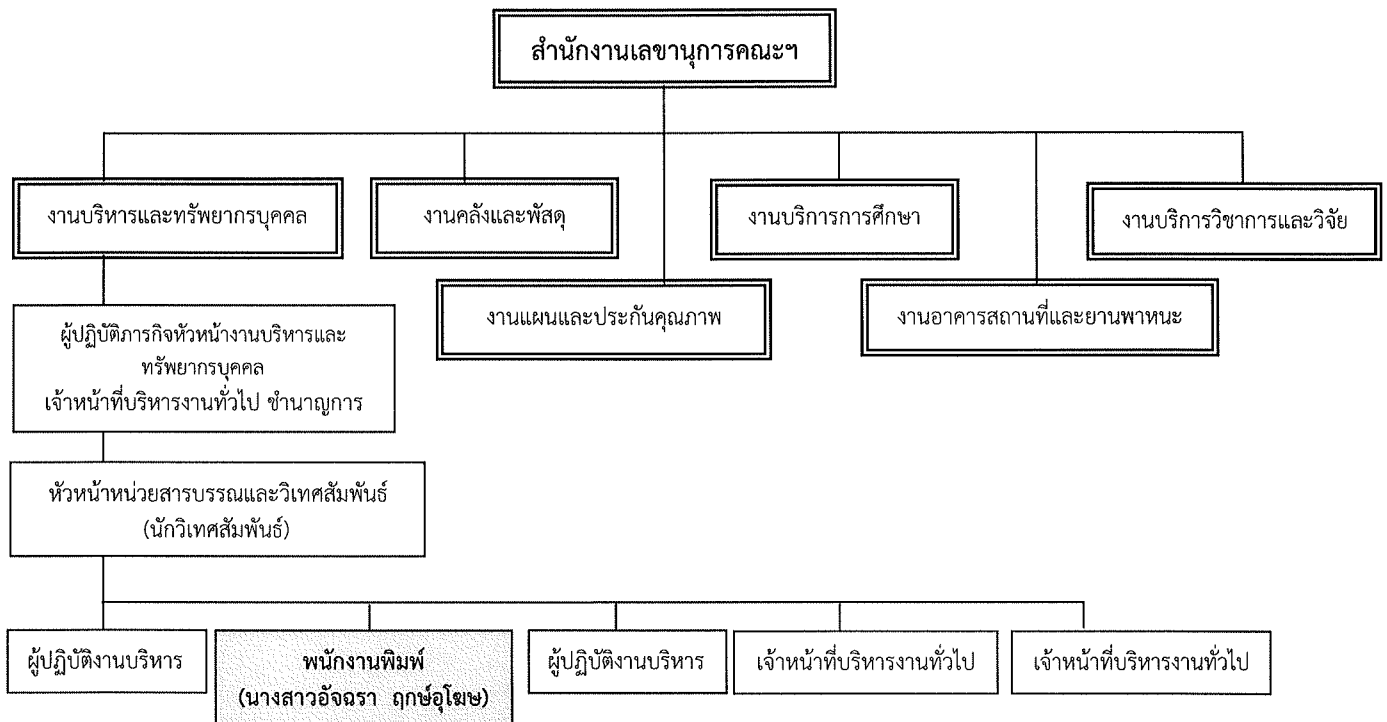 สำนักงานเลขานุการคณะฯ
งานบริหารและทรัพยากรบุคคล
งานคลังและพัสดุ
งานบริการการศึกษา
งานบริการวิชาการและวิจัย
งานแผนและประกันคุณภาพ
งานอาคารสถานที่และยานพาหนะ
ผู้ปฏิบัติภารกิจหัวหน้างานบริหารและ
ทรัพยากรบุคคล
เจ้าหน้าที่บริหารงานทั่วไป ชำนาญการ
หัวหน้าหน่วยสารบรรณและวิเทศสัมพันธ์
(นักวิเทศสัมพันธ์)
ผู้ปฏิบัติงานบริหาร
พนักงานพิมพ์
(นางสาวอัจฉรา ฤกษ์อุโฆษ)
ผู้ปฏิบัติงานบริหาร
เจ้าหน้าที่บริหารงานทั่วไป
เจ้าหน้าที่บริหารงานทั่วไป